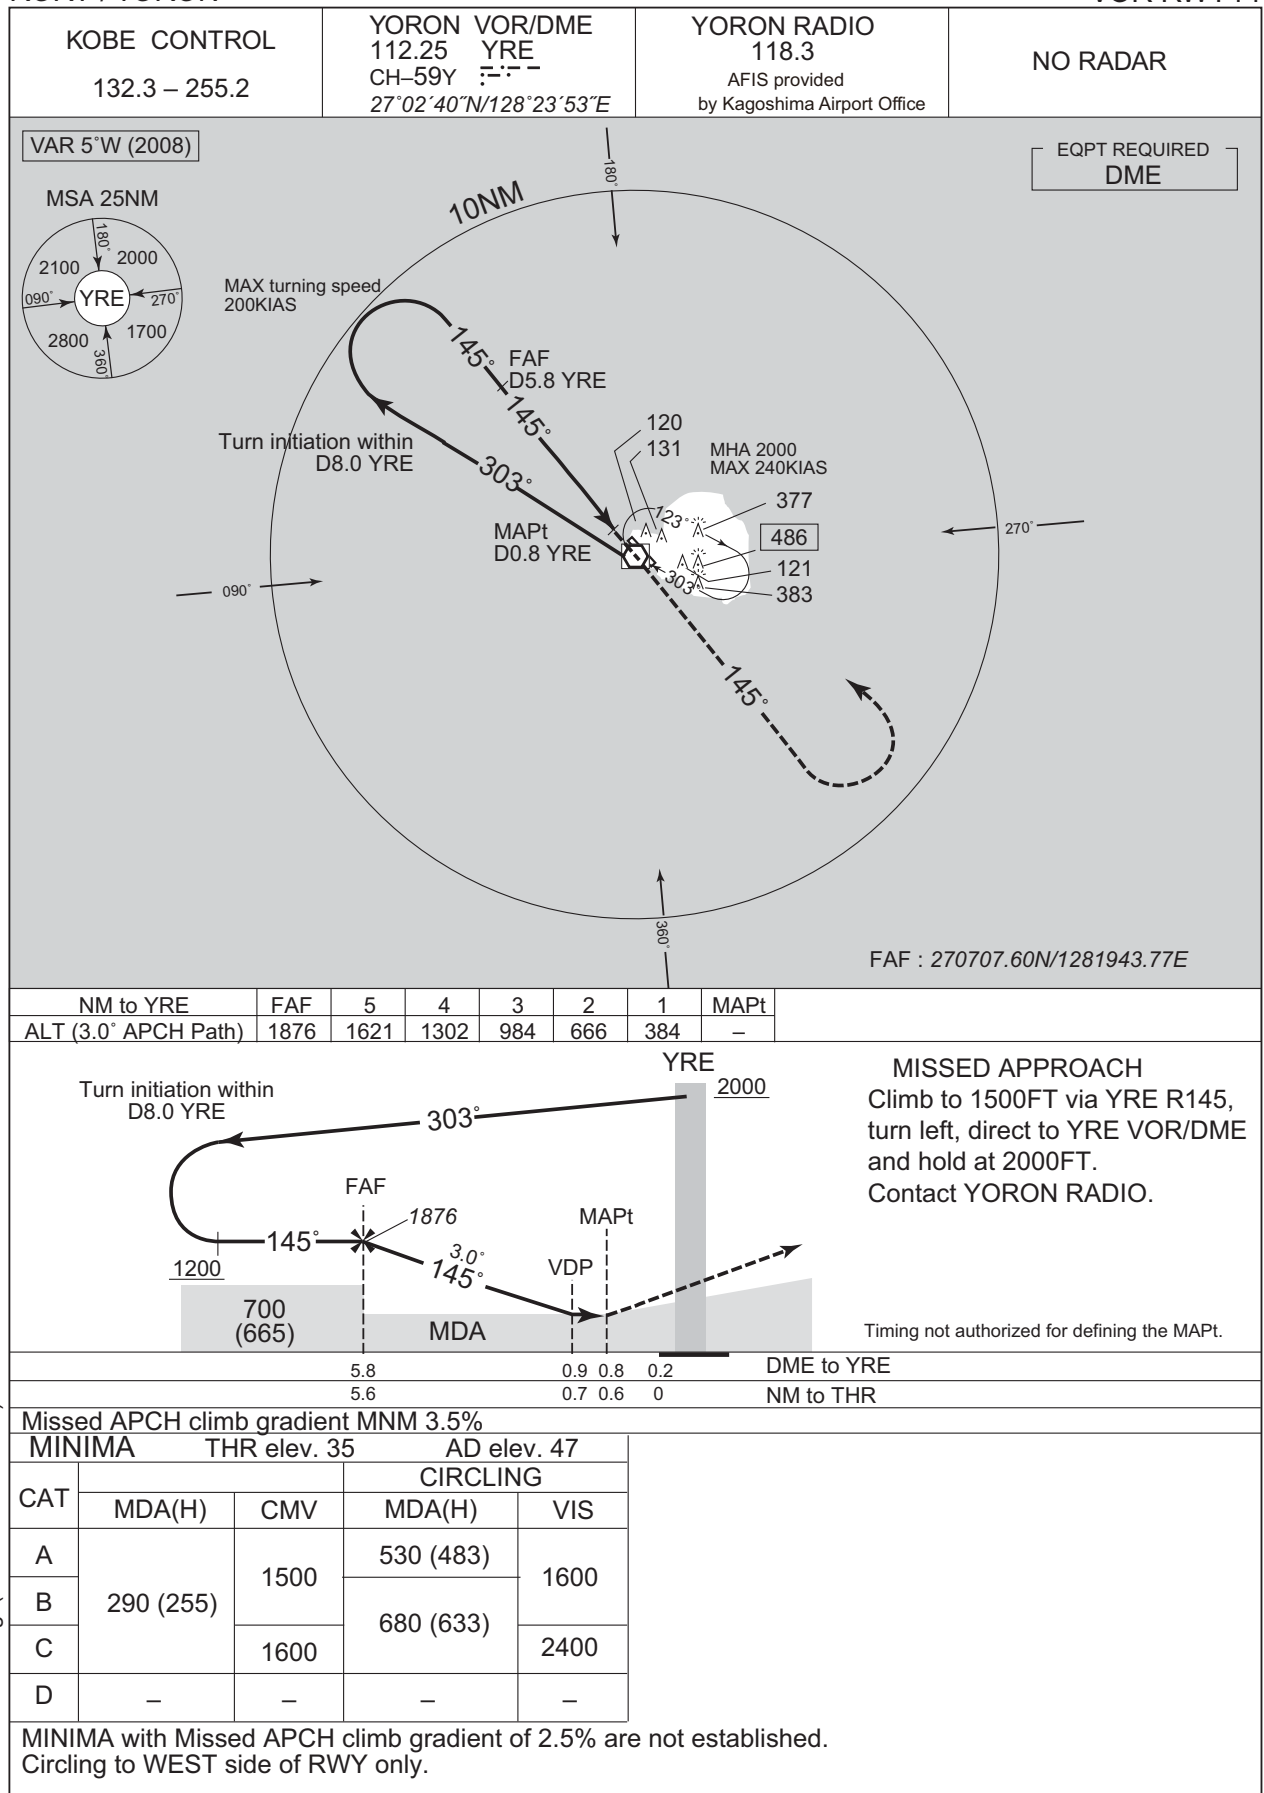 KOBE CONTROL
132.3 – 255.2
YORON VOR/DME
112.25 YRE
CH–59Y
27°02´40˝N/128°23´53˝E
YORON RADIO
118.3
AFIS provided
by Kagoshima Airport Office
NO RADAR
VAR 5°W (2008)
EQPT REQUIRED
DME
MSA 25NM
180°
2100
2000
090°
YRE
270°
2800
1700
360°
180°
10NM
MAX turning speed
200KIAS
145°
FAF
D5.8 YRE
145°
Turn initiation within
D8.0 YRE
303°
120
131
MHA 2000
MAX 240KIAS
377
123°
486
MAPt
D0.8 YRE
121
303
383
270°
090°
145°
360°
FAF : 270707.60N/1281943.77E
NM to YRE FAF 5 4 3 2 1 MAPt
ALT (3.0° APCH Path) 1876 1621 1302 984 666 384 –
YRE
2000
Turn initiation within
D8.0 YRE
303°
FAF
1876
145°
1200
3.0°
145°
MAPt
VDP
700
(665)
MDA
MISSED APPROACH
Climb to 1500FT via YRE R145,
turn left, direct to YRE VOR/DME
and hold at 2000FT.
Contact YORON RADIO.
Timing not authorized for defining the MAPt.
5.8 0.9 0.8 0.2 DME to YRE
5.6 0.7 0.6 0 NM to THR
Missed APCH climb gradient MNM 3.5%
MINIMA THR elev. 35 AD elev. 47
CAT CIRCLING
MDA(H) CMV MDA(H) VIS
A 290 (255) 1500 530 (483) 1600
B 680 (633)
C 1600 2400
D – – – –
MINIMA with Missed APCH climb gradient of 2.5% are not established.
Circling to WEST side of RWY only.